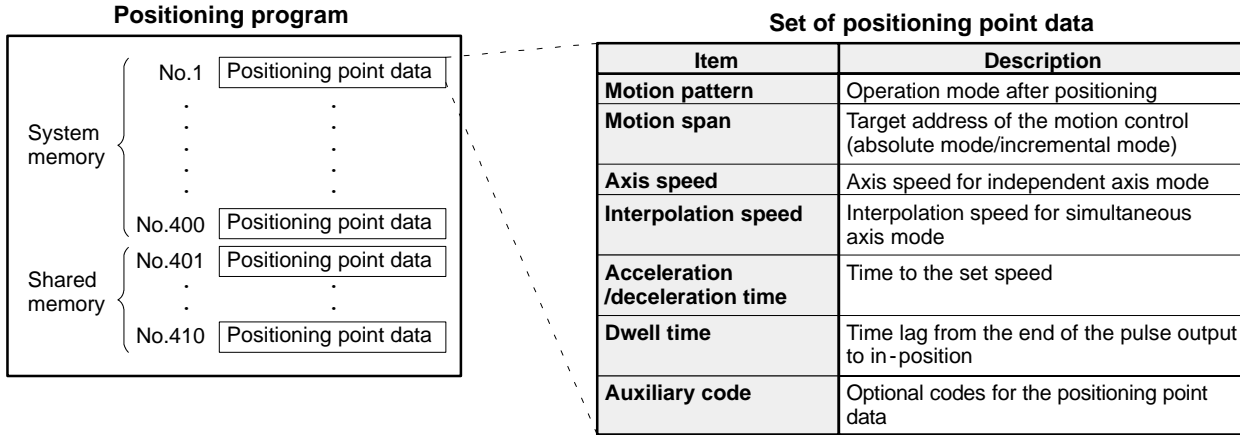 Positioning program
No.1 Positioning point data
System
memory
No.400 Positioning point data
No.401 Positioning point data
Shared
memory
No.410 Positioning point data
Set of positioning point data
Item Description
Motion pattern Operation mode after positioning
Motion span Target address of the motion control
(absolute mode/incremental mode)
Axis speed Axis speed for independent axis mode
Interpolation speed Interpolation speed for simultaneous
axis mode
Acceleration Time to the set speed
/deceleration time
Dwell time Time lag from the end of the pulse output
to in-position
Auxiliary code Optional codes for the positioning point
data